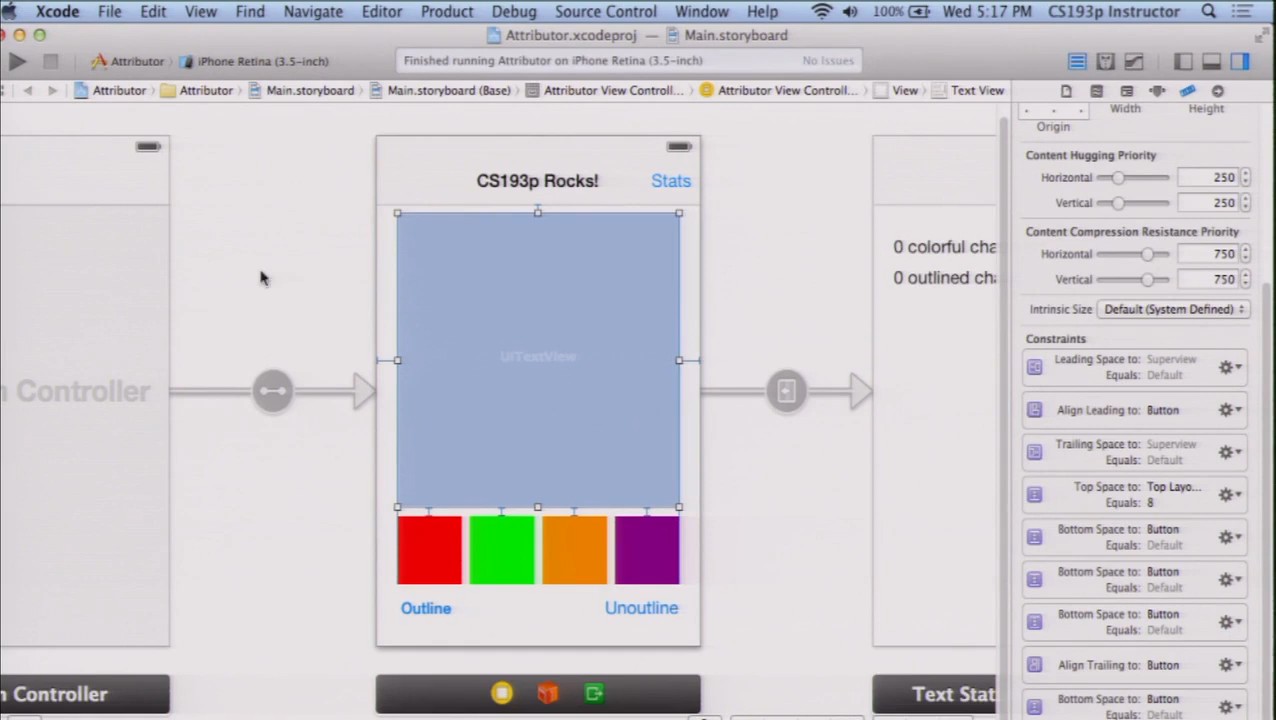 Xcode File Edit View Find Navigate Editor Product Debug Source Control Window Help 100% Wed 5:17 PM CS193p Instructor
Attributor.xcodeproj — Main.storyboard
Attributor iPhone Retina (3.5-inch) Finished running Attributor on iPhone Retina (3.5-inch) No Issues
Attributor Attributor Main.storyboard Main.storyboard (Base) Attributor View Controll... Attributor View Controll... View Text View
Width Height
Origin
Content Hugging Priority
Horizontal 250
Vertical 250
Content Compression Resistance Priority
Horizontal 750
Vertical 750
Intrinsic Size Default (System Defined)
Constraints
Leading Space to: Superview
Equals: Default
Align Leading to: Button
Trailing Space to: Superview
Equals: Default
Top Space to: Top Layo...
Equals: 8
Bottom Space to: Button
Equals: Default
Bottom Space to: Button
Equals: Default
Bottom Space to: Button
Equals: Default
Align Trailing to: Button
Bottom Space to: Button
Equals: Default
CS193p Rocks! Stats
UITextView
Outline Unoutline
n Controller
n Controller
0 colorful cha
0 outlined cha
Text Stat